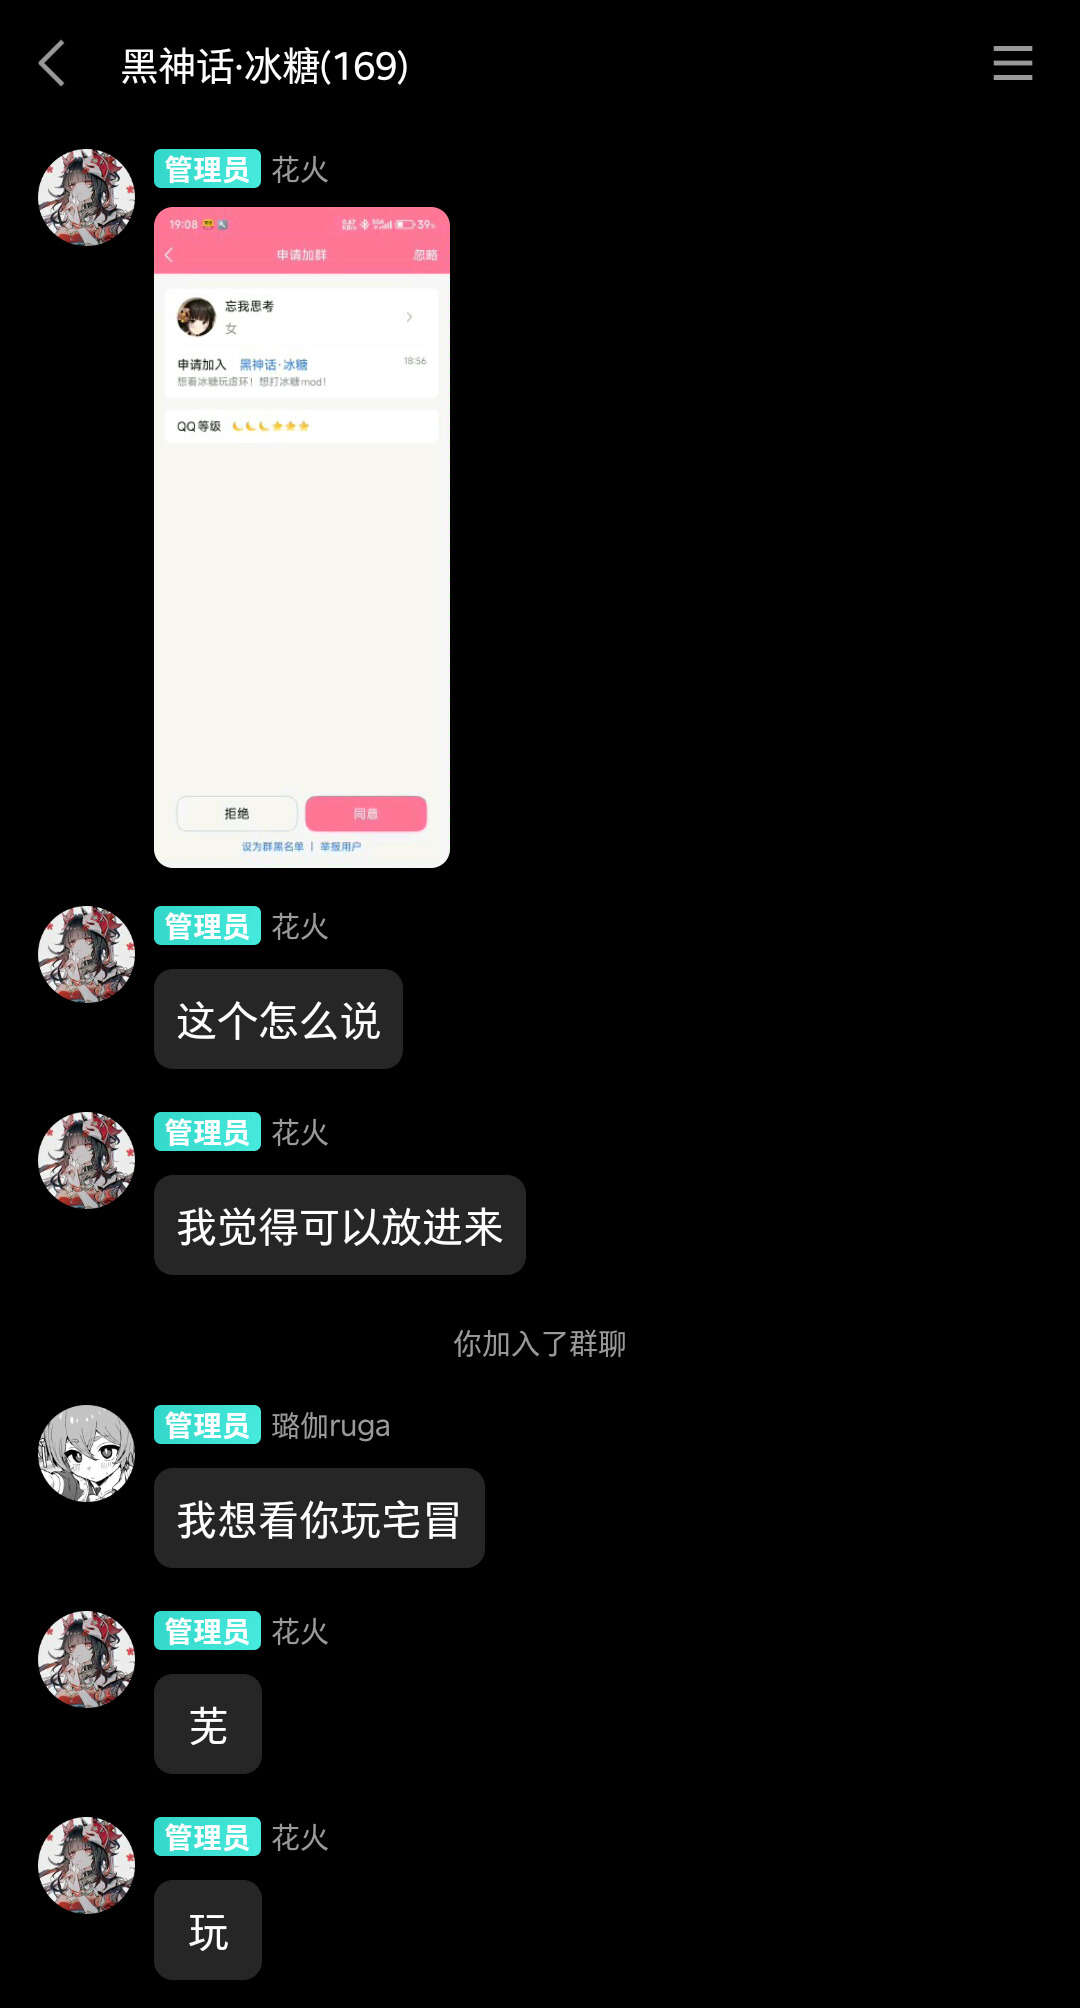 黑神话·冰糖(169)
管理员 花火
19:08 39%
申请加群 忽略
忘我思考
女
申请加入 黑神话·冰糖 18:56
想看冰糖玩虚环！想打冰糖mod!
QQ等级
拒绝 同意
设为群黑名单 | 举报用户
管理员 花火
这个怎么说
管理员 花火
我觉得可以放进来
你加入了群聊
管理员 璐伽ruga
我想看你玩宅冒
管理员 花火
芜
管理员 花火
玩